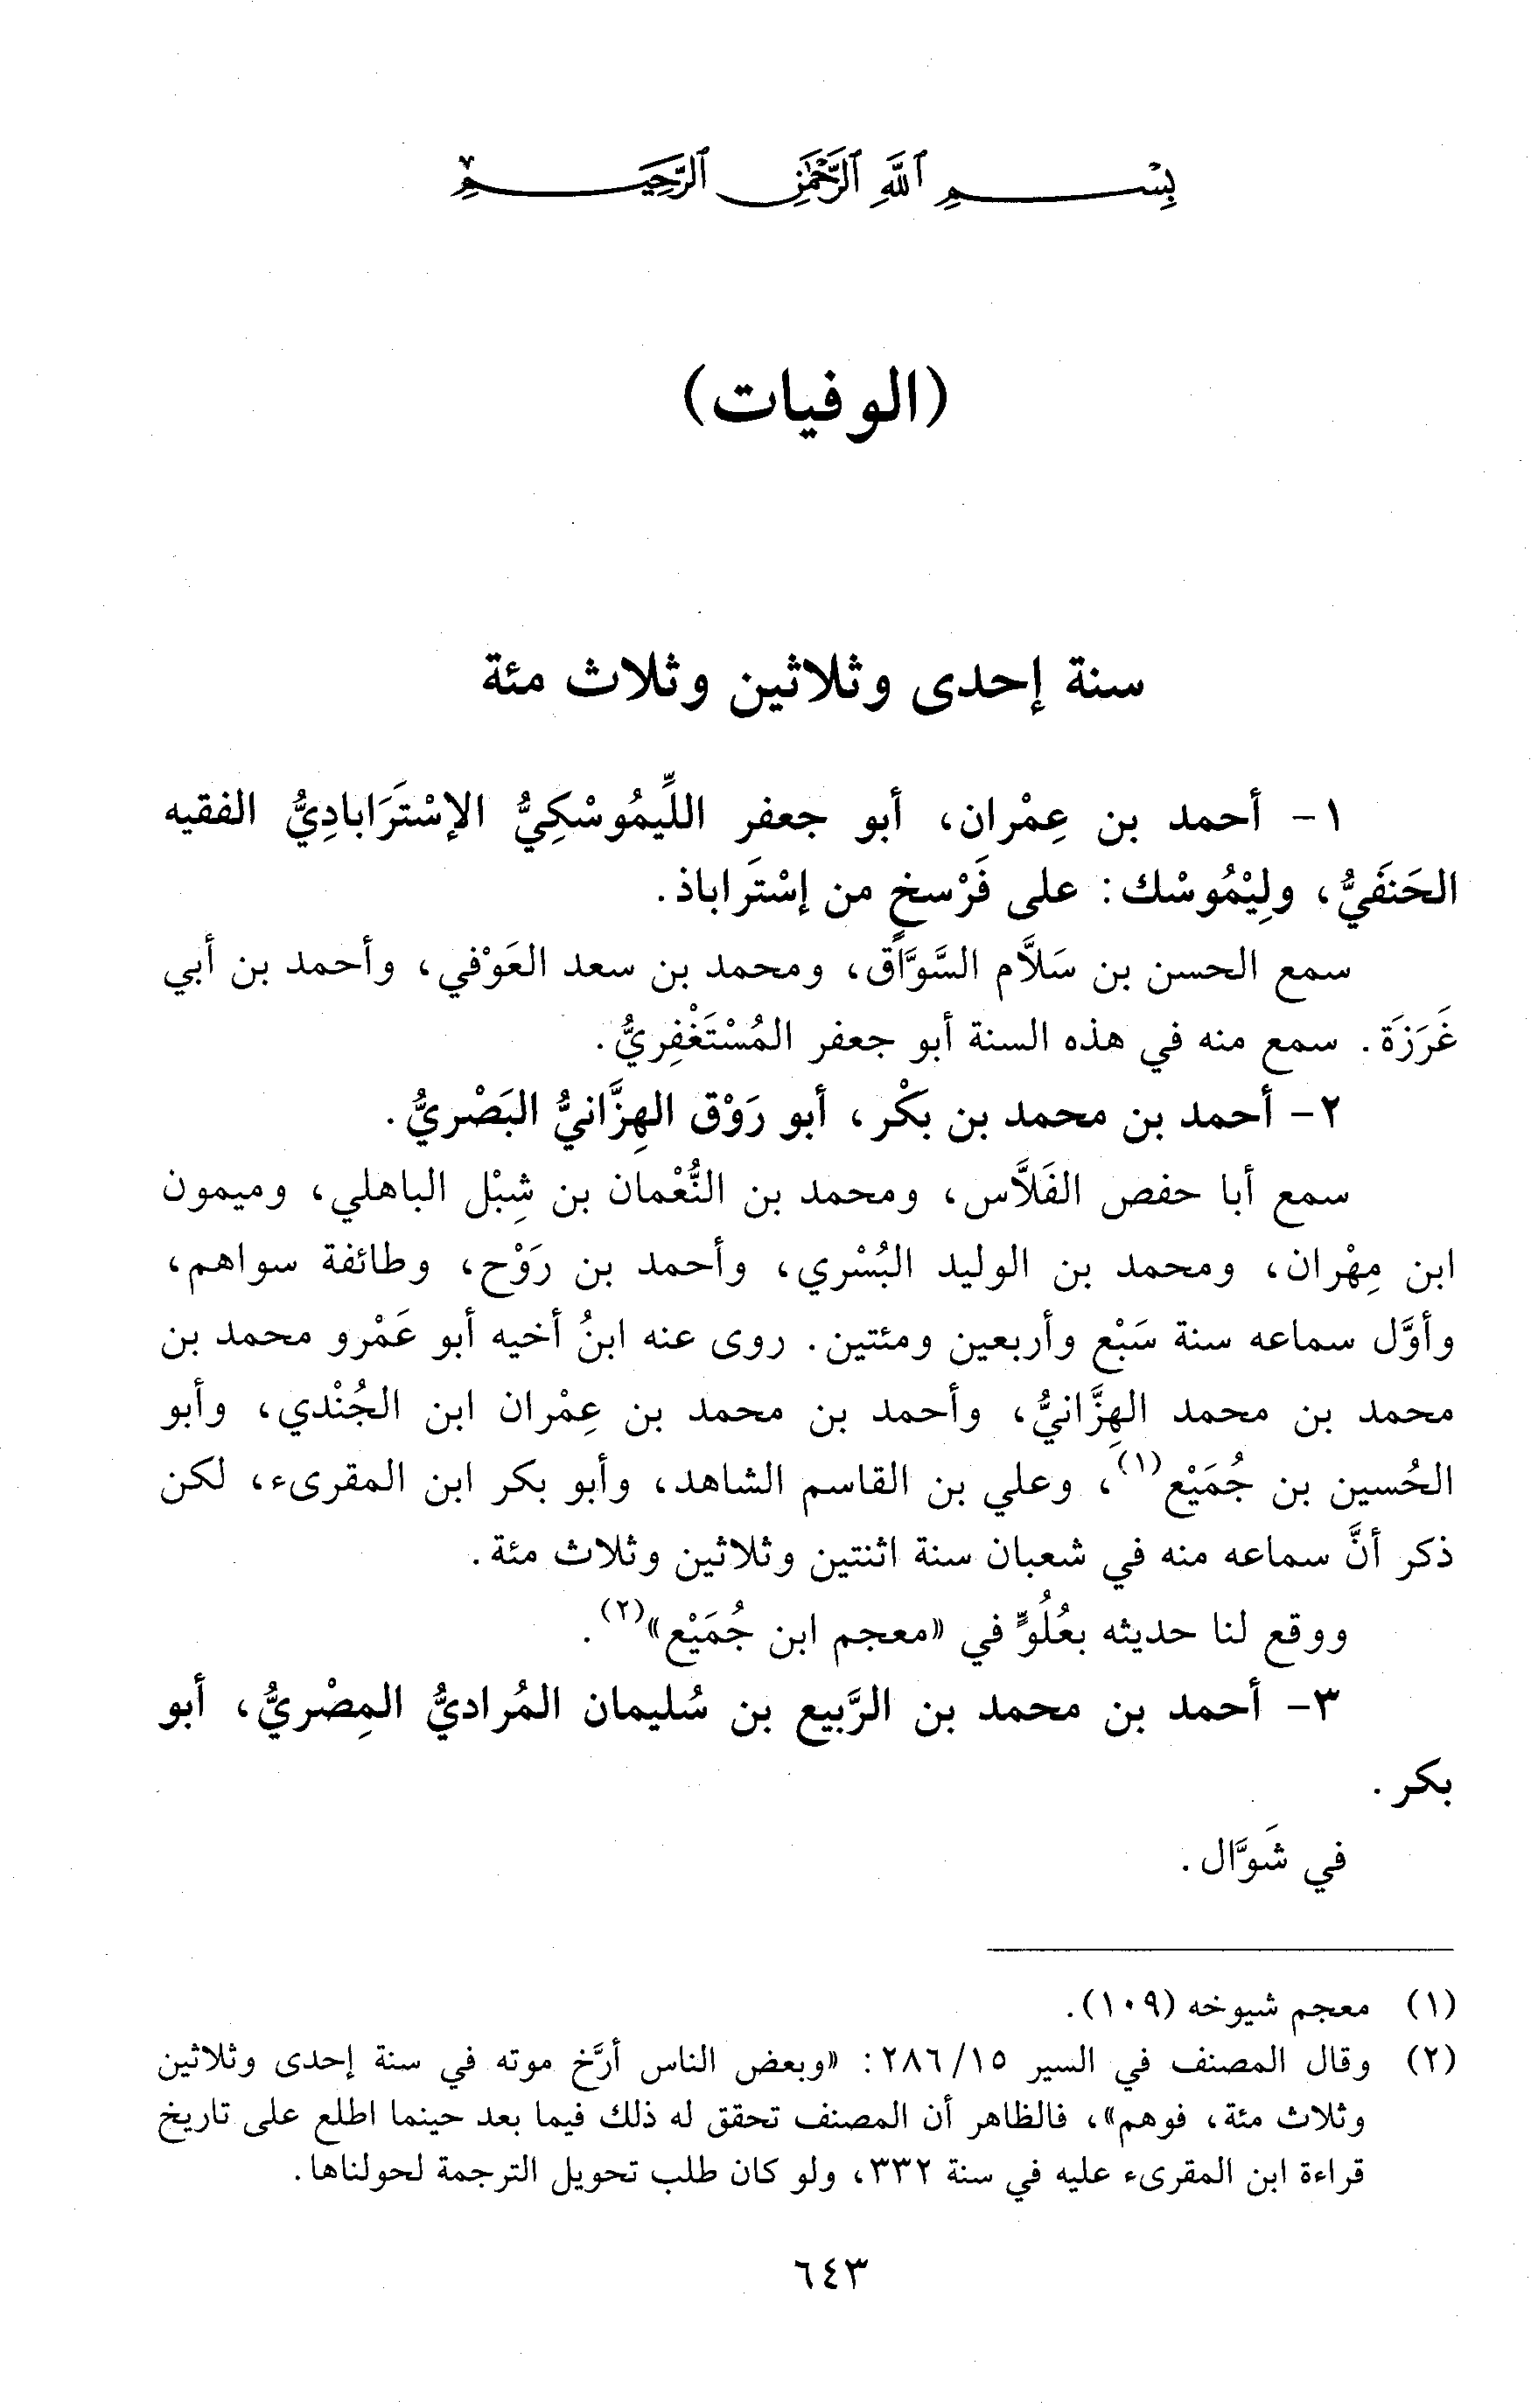 بِسْمِ ٱللَّهِ ٱلرَّحْمَٰنِ ٱلرَّحِيمِ
(الوفيات)
سنة إحدى وثلاثين وثلاث مئة
١- أحمد بن عِمْران، أبو جعفر اللِّيمُوسْكِيُّ الإسْتَرَاباذِيُّ الفقيه
الحَنفَيُّ، ولِيْمُوسْك: على فَرْسخٍ من إسْتَراباذ.
سمع الحسن بن سَلاَّم السَّوَّاق، ومحمد بن سعد العَوْفي، وأحمد بن أبي
غَرَزَة. سمع منه في هذه السنة أبو جعفر المُسْتَغْفِريُّ.
٢- أحمد بن محمد بن بكْر، أبو رَوْق الهِزَّانيُّ البَصْريُّ.
سمع أبا حفص الفَلاَّس، ومحمد بن النُّعْمان بن شِبْل الباهلي، وميمون
ابن مِهْران، ومحمد بن الوليد البُسْري، وأحمد بن رَوْح، وطائفة سواهم،
وأوَّل سماعه سنة سَبْع وأربعين ومئتين. روى عنه ابنُ أخيه أبو عَمْرو محمد بن
محمد بن محمد الهِزَّانيُّ، وأحمد بن محمد بن عِمْران ابن الجُنْدي، وأبو
الحُسين بن جُمَيْع(١)، وعلي بن القاسم الشاهد، وأبو بكر ابن المقرىء، لكن
ذكر أنَّ سماعه منه في شعبان سنة اثنتين وثلاثين وثلاث مئة.
ووقع لنا حديثه بعُلُوٍّ في «معجم ابن جُمَيْع»(٢).
٣- أحمد بن محمد بن الرَّبيع بن سُليمان المُراديُّ المِصْريُّ، أبو
بكر.
في شَوَّال.
(١) معجم شيوخه (١٠٩).
(٢) وقال المصنف في السير ٢٨٦/١٥: «وبعض الناس أرَّخ موته في سنة إحدى وثلاثين
وثلاث مئة، فوهم»، فالظاهر أن المصنف تحقق له ذلك فيما بعد حينما اطلع على تاريخ
قراءة ابن المقرىء عليه في سنة ٣٣٢، ولو كان طلب تحويل الترجمة لحولناها.
٦٤٣